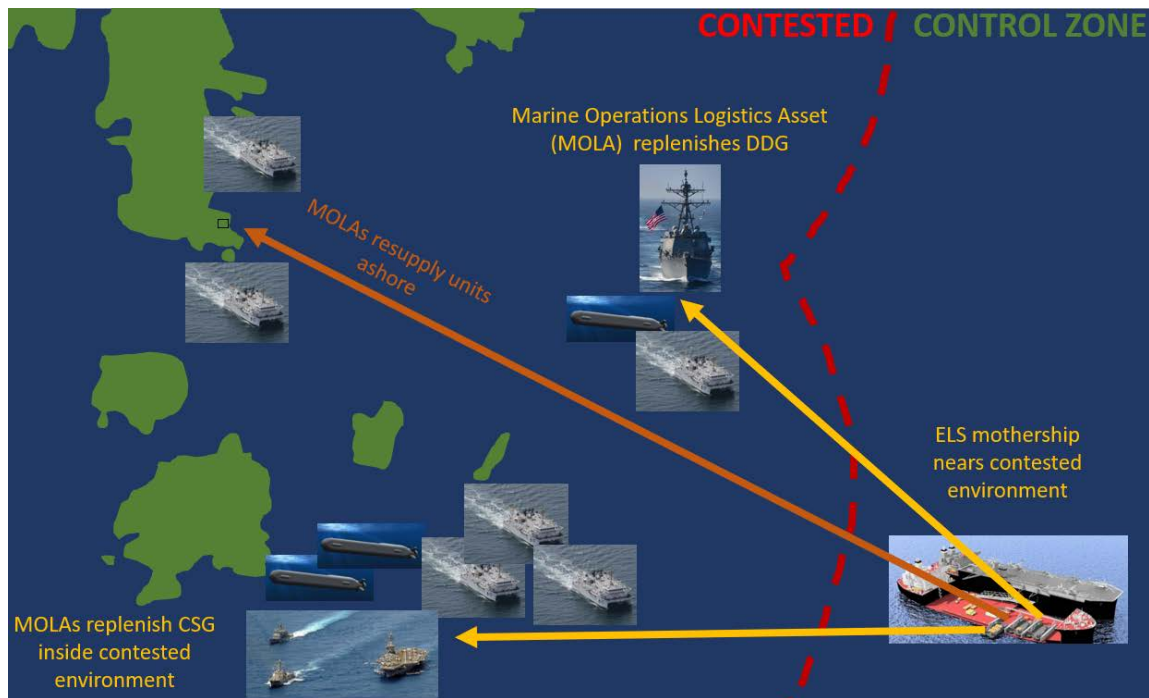 CONTESTED
CONTROL ZONE
Marine Operations Logistics Asset
(MOLA)  replenishes DDG
MOLAs resupply units
ashore
ELS mothership
nears contested
environment
MOLAs replenish CSG
inside contested
environment